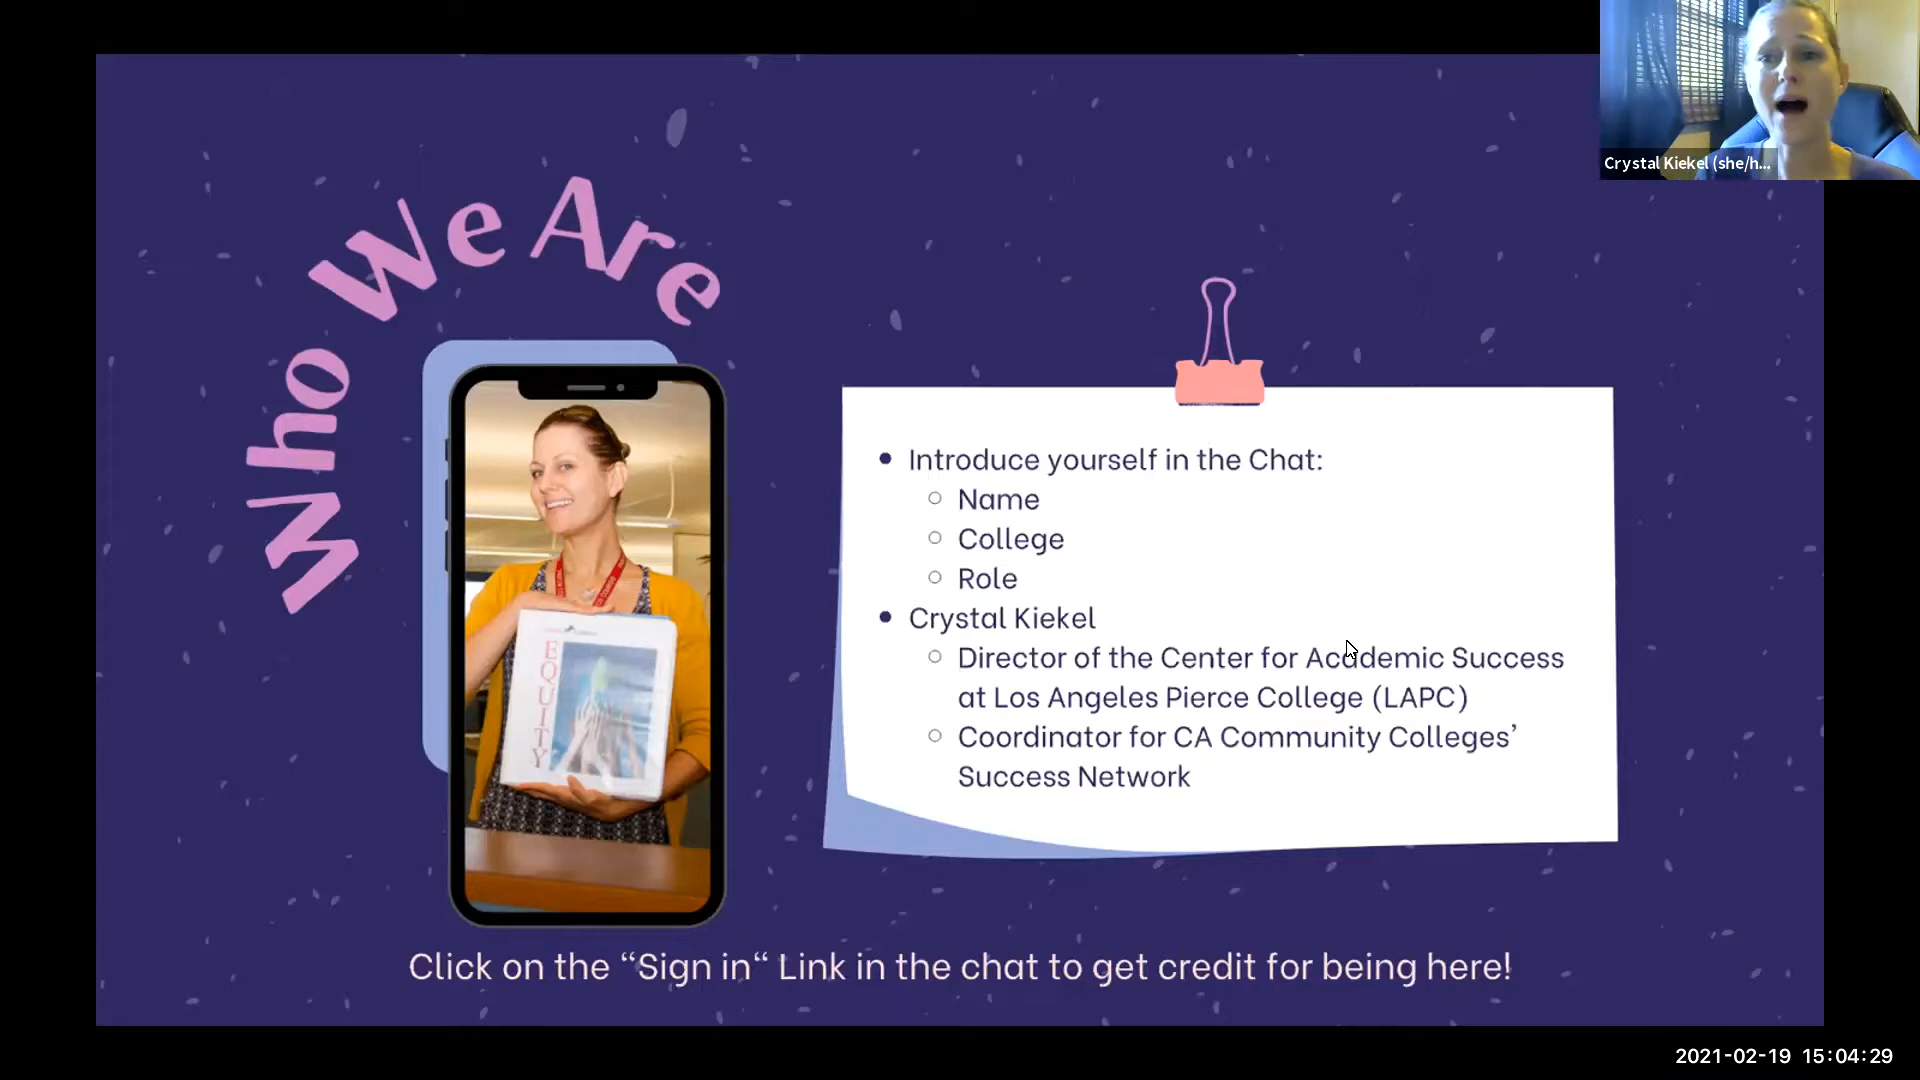 Crystal Kiekel (she/h...
Who We Are
EQUITY
Introduce yourself in the Chat:
Name
College
Role
Crystal Kiekel
Director of the Center for Academic Success
at Los Angeles Pierce College (LAPC)
Coordinator for CA Community Colleges’
Success Network
Click on the “Sign in“ Link in the chat to get credit for being here!
2021-02-19 15:04:29